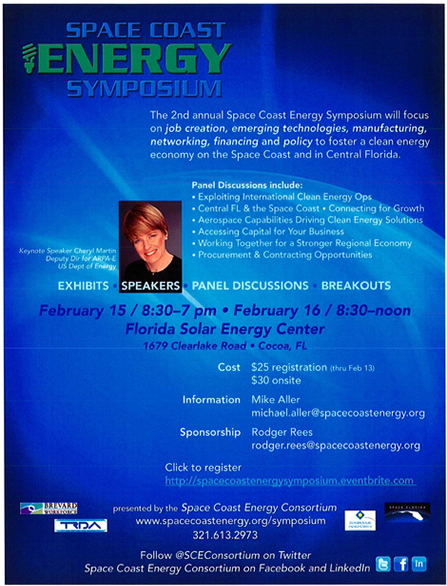 SPACE COAST
ENERGY
SYMPOSIUM
The 2nd annual Space Coast Energy Symposium will focus
on job creation, emerging technologies, manufacturing,
networking, financing and policy to foster a clean energy
economy on the Space Coast and in Central Florida.
Panel Discussions include:
• Exploiting International Clean Energy Ops
• Central FL & the Space Coast • Connecting for Growth
• Aerospace Capabilities Driving Clean Energy Solutions
• Accessing Capital for Your Business
• Working Together for a Stronger Regional Economy
• Procurement & Contracting Opportunities
Keynote Speaker Cheryl Martin
Deputy Dir for ARPA-E
US Dept of Energy
EXHIBITS • SPEAKERS • PANEL DISCUSSIONS • BREAKOUTS
February 15 / 8:30–7 pm • February 16 / 8:30–noon
Florida Solar Energy Center
1679 Clearlake Road • Cocoa, FL
Cost $25 registration (thru Feb 13)
$30 onsite
Information Mike Aller
michael.aller@spacecoastenergy.org
Sponsorship Rodger Rees
rodger.rees@spacecoastenergy.org
Click to register
http://spacecoastenergysymposium.eventbrite.com
BREVARD
WORKFORCE
TRDA
presented by the Space Coast Energy Consortium
www.spacecoastenergy.org/symposium
321.613.2973
SPACE FLORIDA
Follow @SCEConsortium on Twitter
Space Coast Energy Consortium on Facebook and LinkedIn